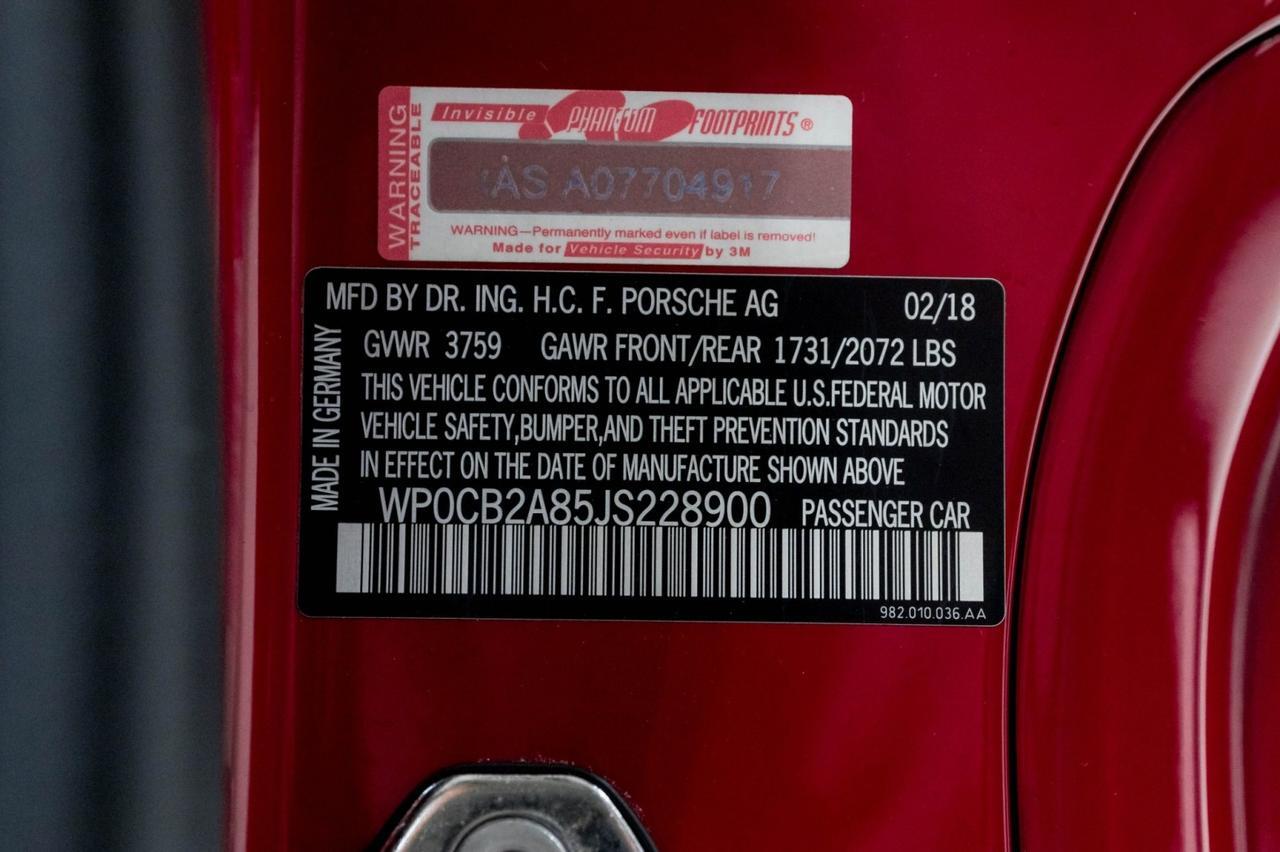 WARNING
TRACEABLE
Invisible PHANTOM FOOTPRINTS®
AS A07704917
WARNING—Permanently marked even if label is removed!
Made for Vehicle Security by 3M
MFD BY DR. ING. H.C. F. PORSCHE AG 02/18
MADE IN GERMANY
GVWR 3759 GAWR FRONT/REAR 1731/2072 LBS
THIS VEHICLE CONFORMS TO ALL APPLICABLE U.S.FEDERAL MOTOR
VEHICLE SAFETY,BUMPER,AND THEFT PREVENTION STANDARDS
IN EFFECT ON THE DATE OF MANUFACTURE SHOWN ABOVE
WP0CB2A85JS228900 PASSENGER CAR
982.010.036.AA